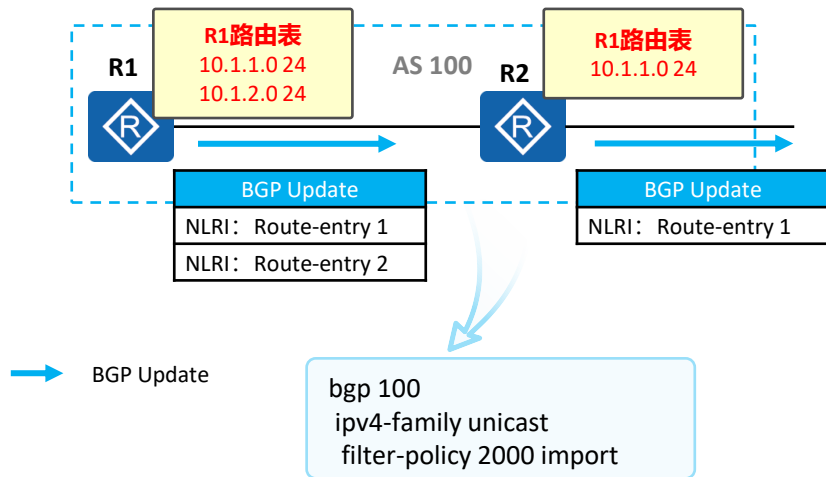 R1路由表
10.1.1.0 24
10.1.2.0 24
R1
AS 100
R2
R1路由表
10.1.1.0 24
R
R
BGP Update
NLRI：Route-entry 1
NLRI：Route-entry 2
BGP Update
NLRI：Route-entry 1
BGP Update
bgp 100
ipv4-family unicast
filter-policy 2000 import